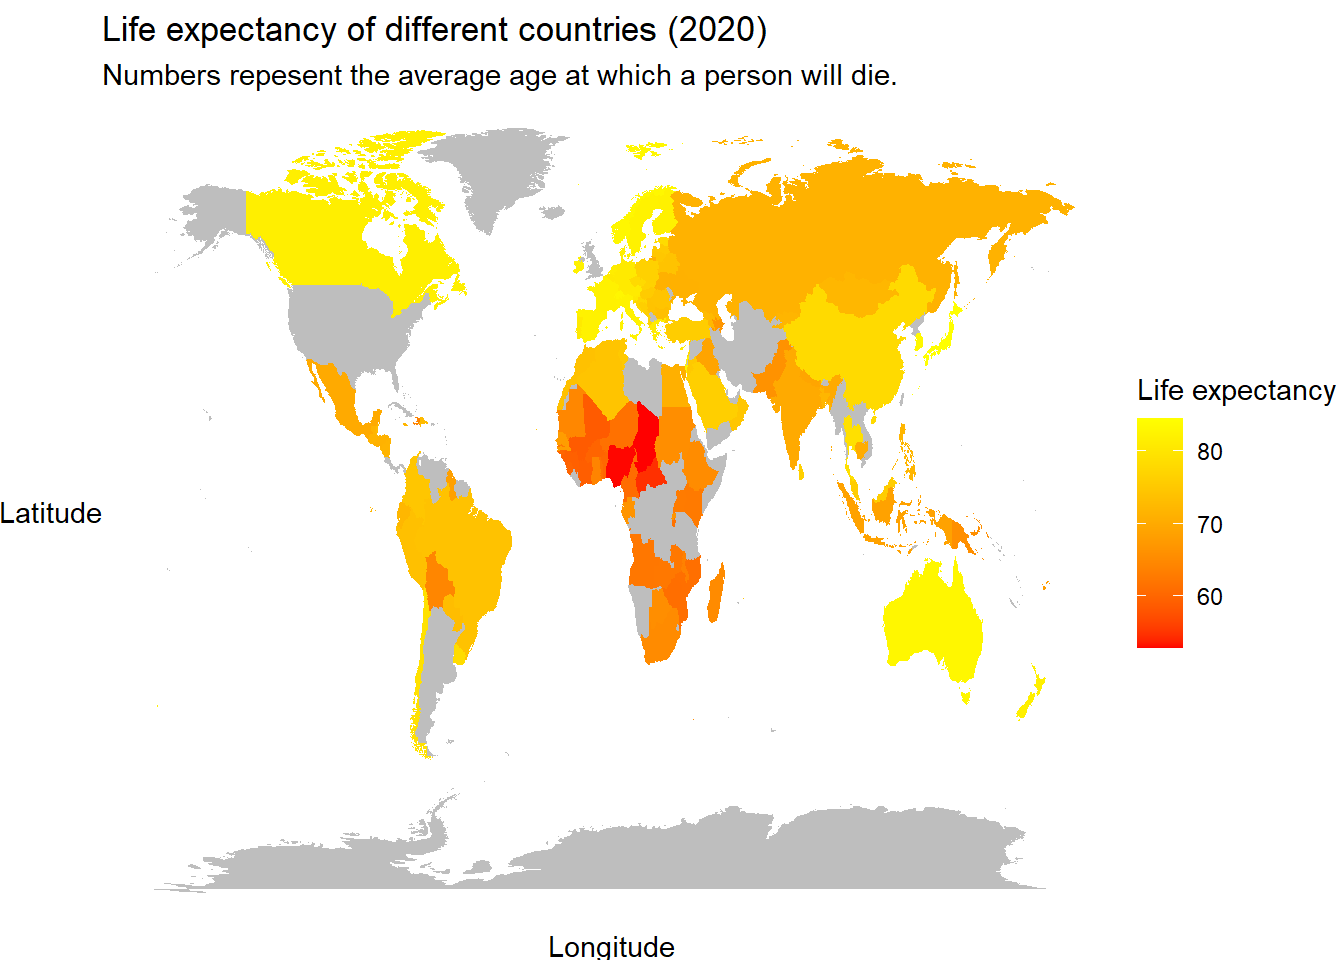 Life expectancy of different countries (2020)
Numbers repesent the average age at which a person will die.
Life expectancy
80
70
60
Latitude
Longitude